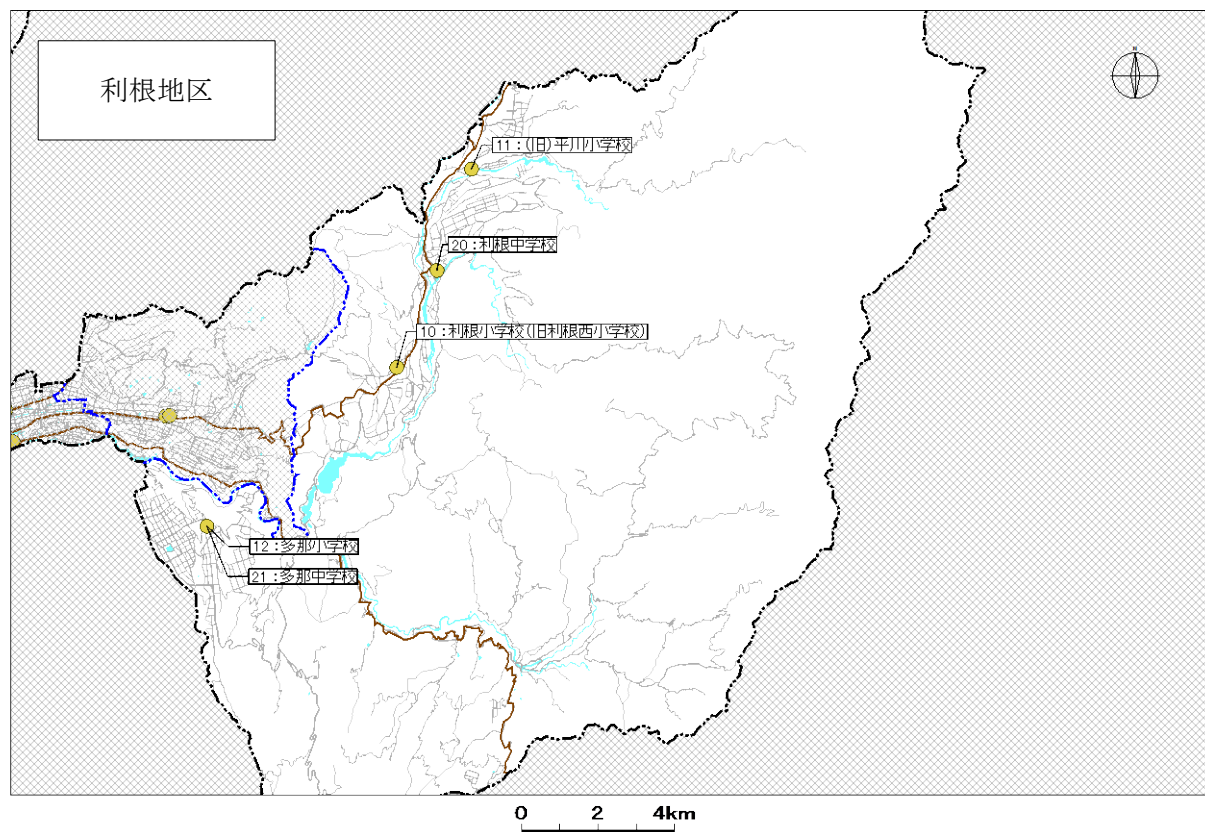 利根地区
N
11：(旧)平川小学校
20：利根中学校
10：利根小学校(旧利根西小学校)
12：多那小学校
21：多那中学校
0 2 4km